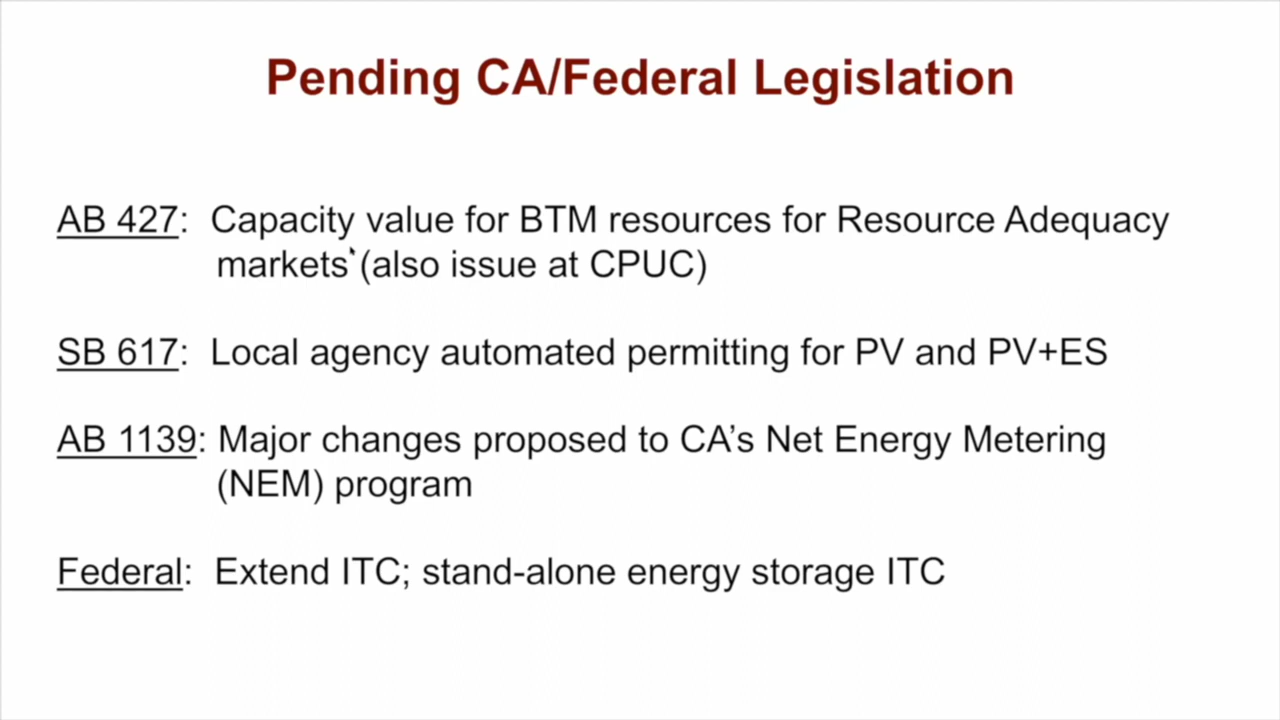 Pending CA/Federal Legislation
AB 427: Capacity value for BTM resources for Resource Adequacy
markets (also issue at CPUC)
SB 617: Local agency automated permitting for PV and PV+ES
AB 1139: Major changes proposed to CA’s Net Energy Metering
(NEM) program
Federal: Extend ITC; stand-alone energy storage ITC